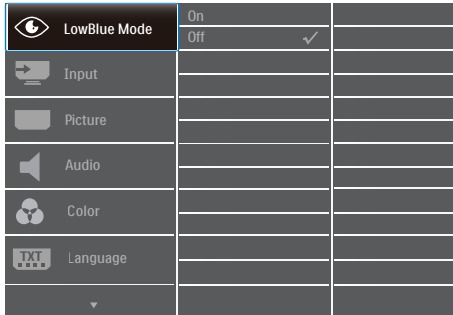 LowBlue Mode
On
Off
Input
Picture
Audio
Color
TXT
Language